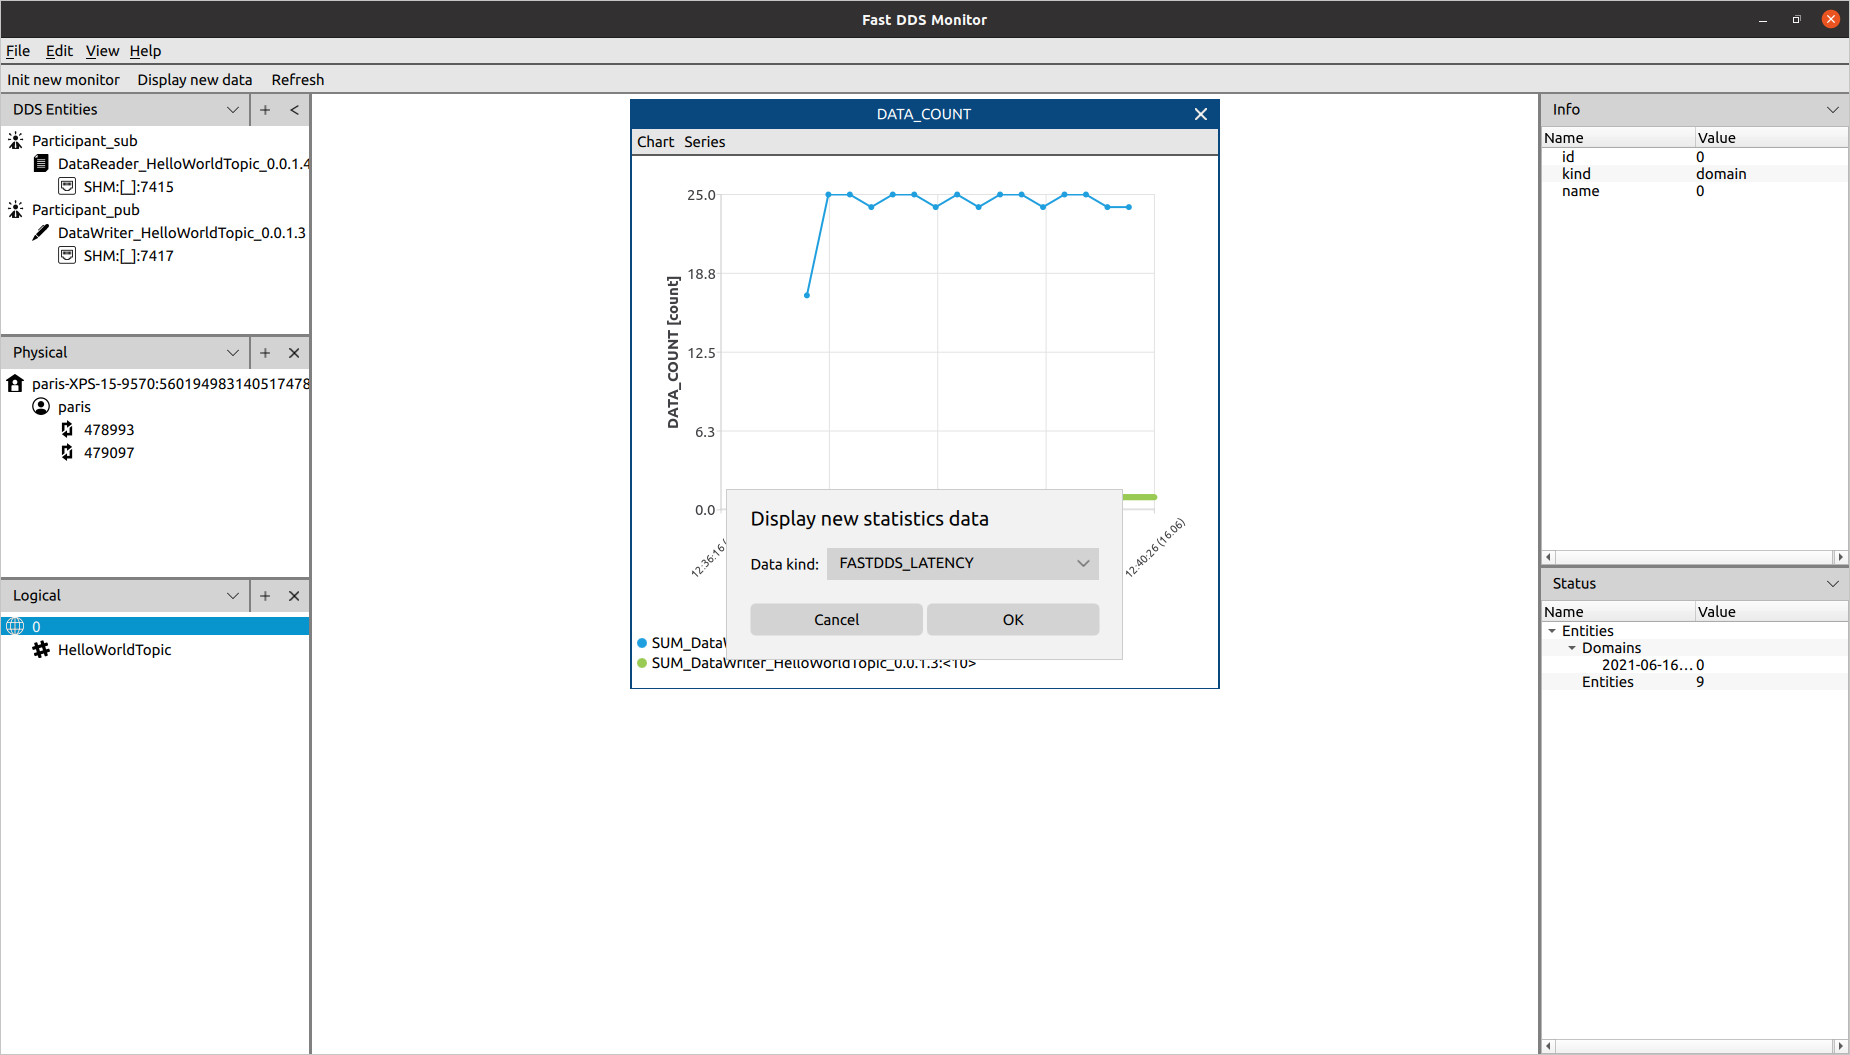 Fast DDS Monitor
File Edit View Help
Init new monitor Display new data Refresh
DDS Entities
Participant_sub
DataReader_HelloWorldTopic_0.0.1.4
SHM:[_]:7415
Participant_pub
DataWriter_HelloWorldTopic_0.0.1.3
SHM:[_]:7417
Physical
paris-XPS-15-9570:560194983140517478
paris
478993
479097
Logical
0
HelloWorldTopic
DATA_COUNT
Chart Series
DATA_COUNT [count]
25.0
18.8
12.5
6.3
0.0
12:36:16
12:40:26 (16.06)
Display new statistics data
Data kind: FASTDDS_LATENCY
Cancel OK
SUM_DataW
SUM_DataWriter_HelloWorldTopic_0.0.1.3:<10>
Info
Name Value
id 0
kind domain
name 0
Status
Name Value
Entities
Domains
2021-06-16... 0
Entities 9